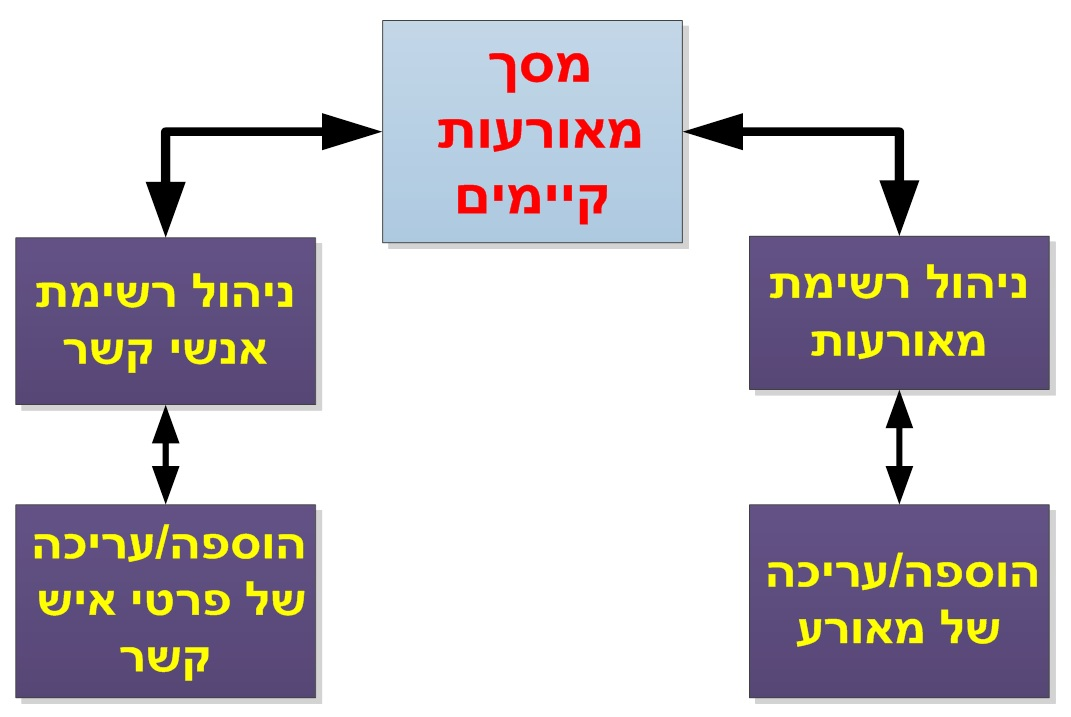 מסך
מאורעות
קיימים
ניהול רשימת
מאורעות
ניהול רשימת
אנשי קשר
הוספה/עריכה
של מאורע
הוספה/עריכה
של פרטי איש
קשר